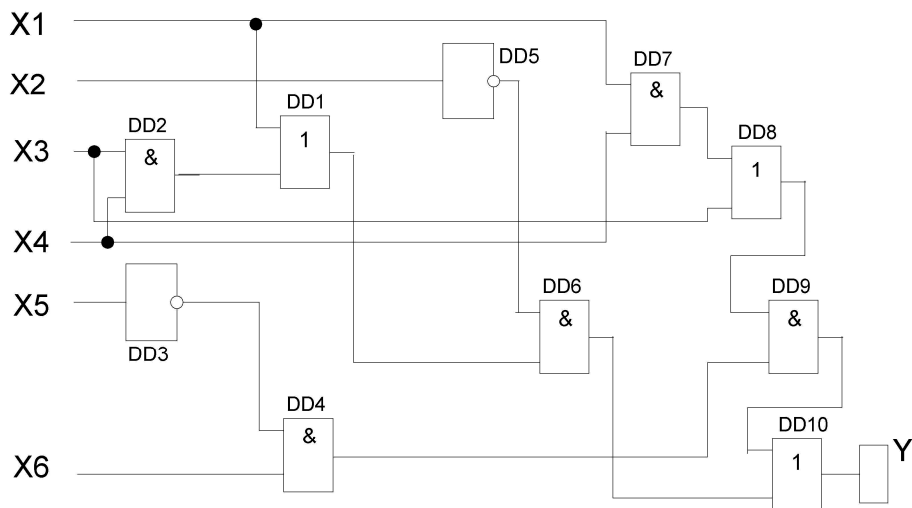 X1
X2
DD5
DD7
&
DD1
1
X3
DD2
&
DD8
1
X4
X5
DD3
DD6
&
DD9
&
DD4
&
X6
DD10
1
Y